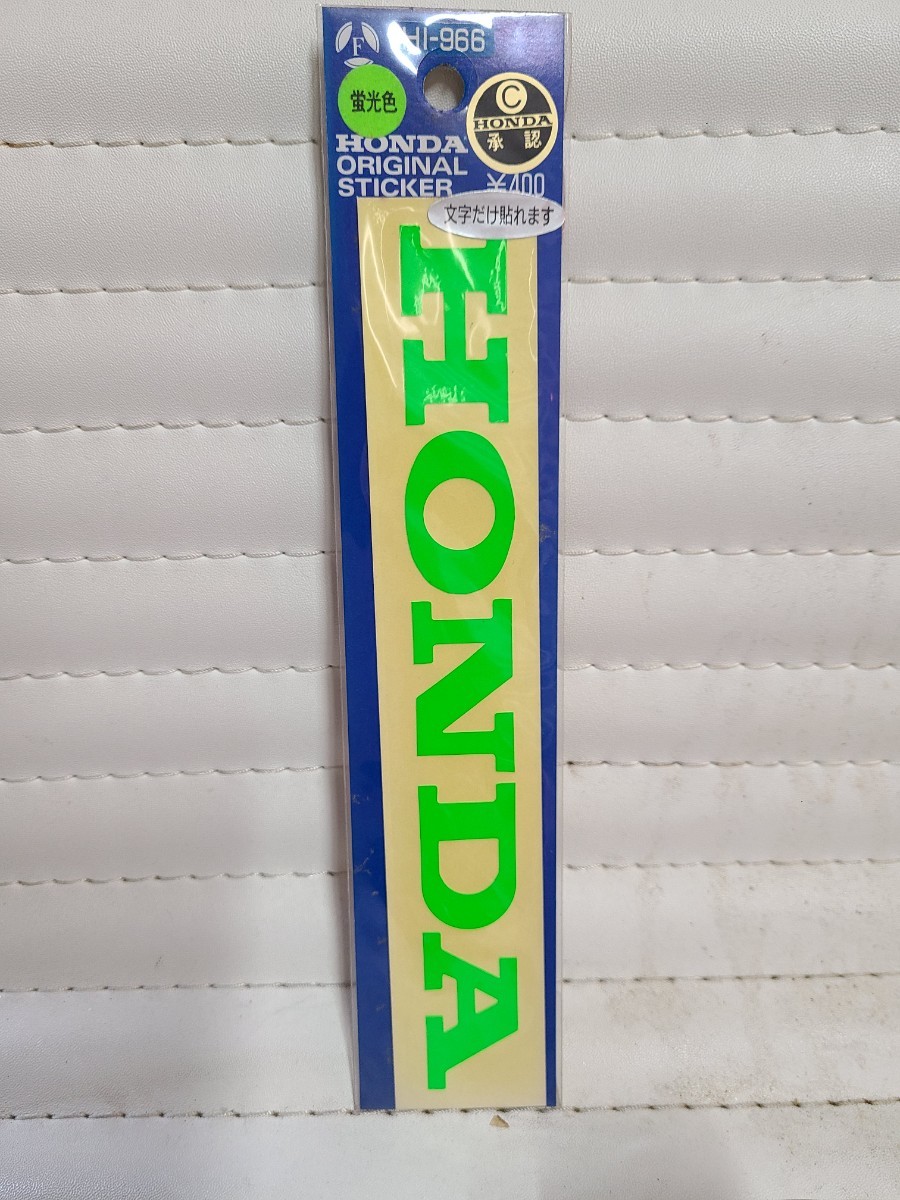 F
HI-966
蛍光色
©
HONDA
承認
HONDA
ORIGINAL
STICKER
¥400
文字だけ貼れます
HONDA